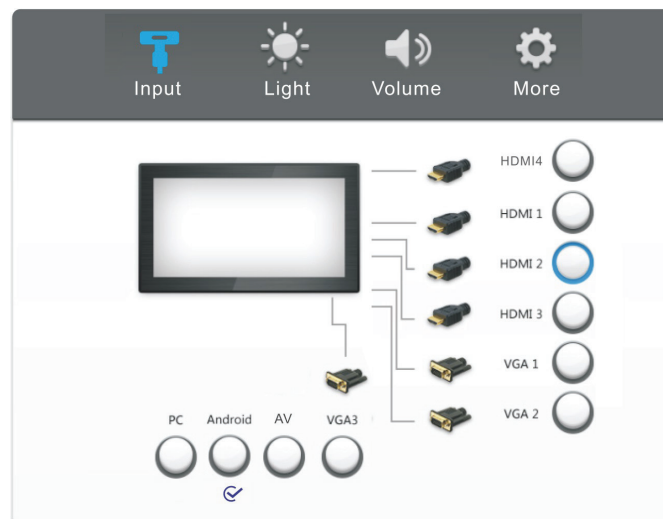 Input Light Volume More
HDMI4
HDMI 1
HDMI 2
HDMI 3
VGA 1
VGA 2
PC Android AV VGA3